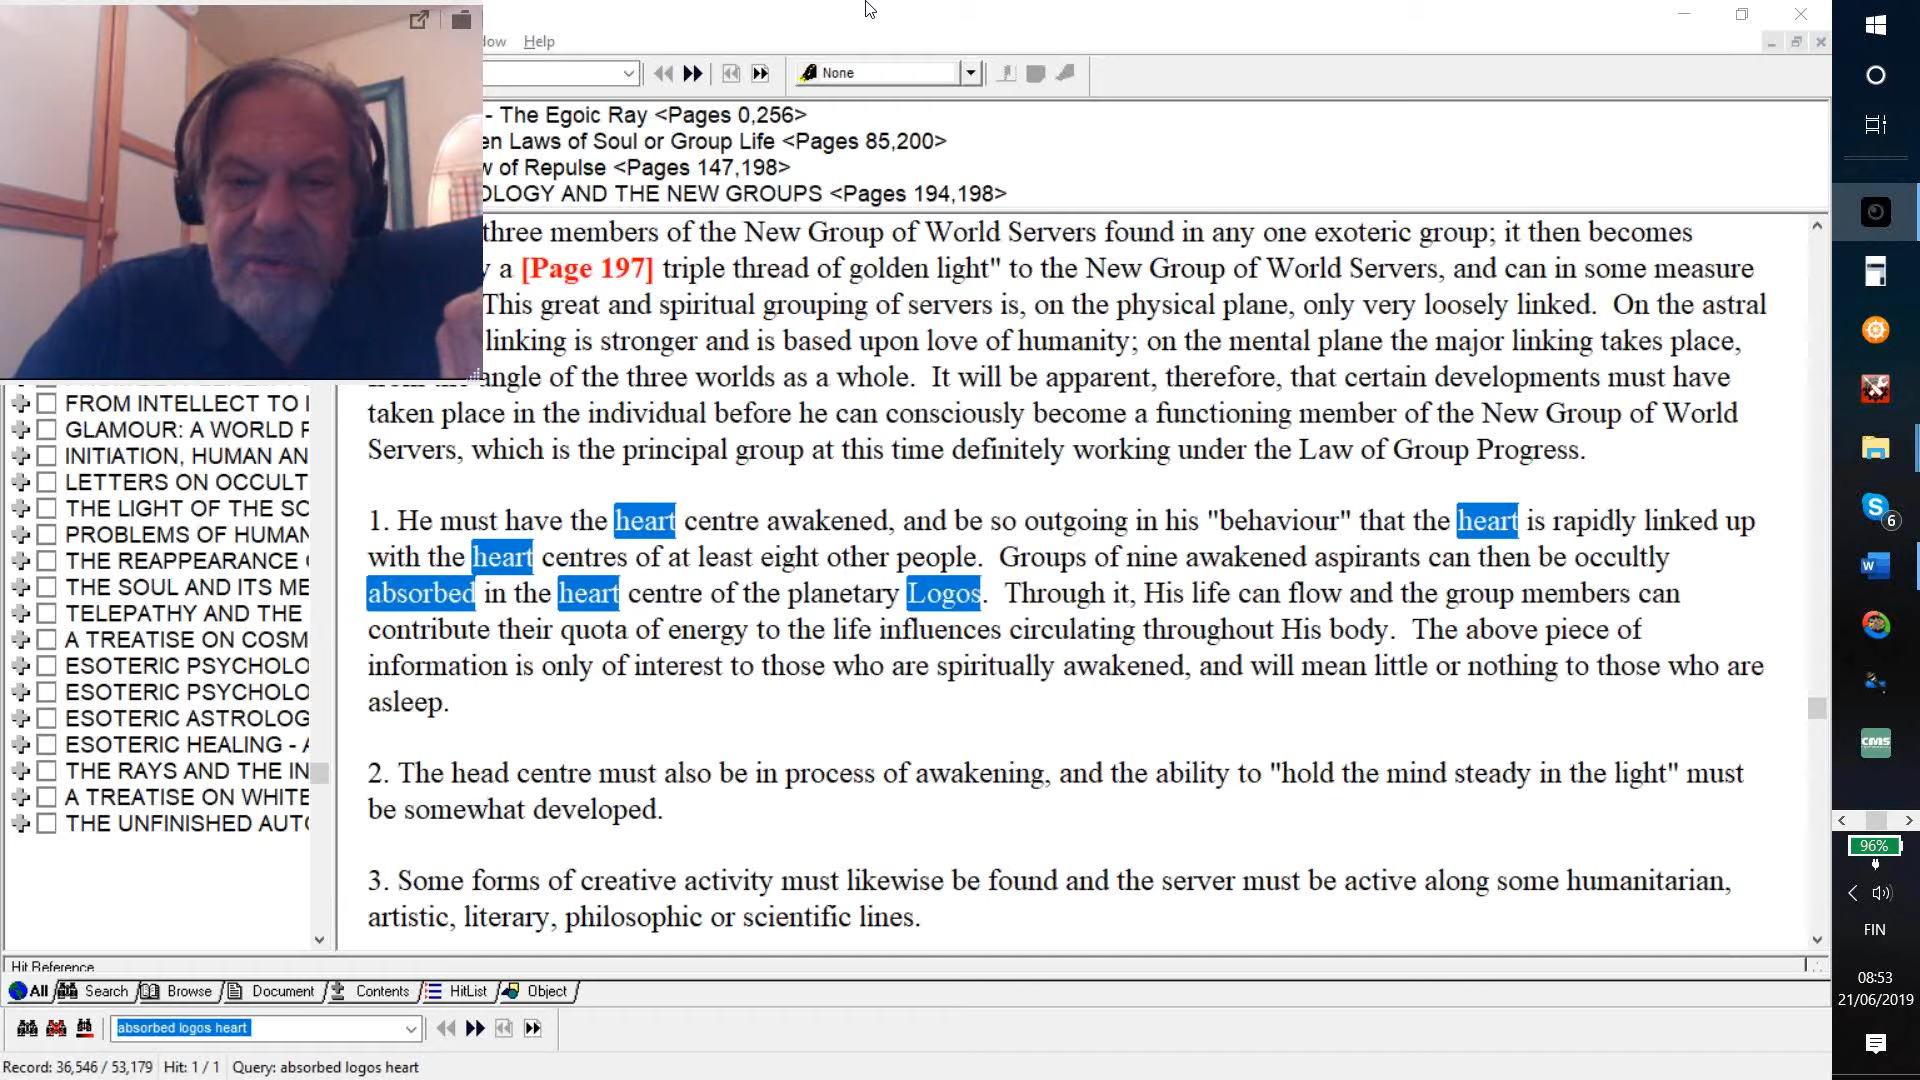 ow Help
None
- The Egoic Ray <Pages 0,256>
en Laws of Soul or Group Life <Pages 85,200>
w of Repulse <Pages 147,198>
OLOGY AND THE NEW GROUPS <Pages 194,198>
three members of the New Group of World Servers found in any one exoteric group; it then becomes
y a [Page 197] triple thread of golden light" to the New Group of World Servers, and can in some measure
This great and spiritual grouping of servers is, on the physical plane, only very loosely linked. On the astral
linking is stronger and is based upon love of humanity; on the mental plane the major linking takes place,
angle of the three worlds as a whole. It will be apparent, therefore, that certain developments must have
taken place in the individual before he can consciously become a functioning member of the New Group of World
Servers, which is the principal group at this time definitely working under the Law of Group Progress.
1. He must have the heart centre awakened, and be so outgoing in his "behaviour" that the heart is rapidly linked up
with the heart centres of at least eight other people. Groups of nine awakened aspirants can then be occultly
absorbed in the heart centre of the planetary Logos. Through it, His life can flow and the group members can
contribute their quota of energy to the life influences circulating throughout His body. The above piece of
information is only of interest to those who are spiritually awakened, and will mean little or nothing to those who are
asleep.
2. The head centre must also be in process of awakening, and the ability to "hold the mind steady in the light" must
be somewhat developed.
3. Some forms of creative activity must likewise be found and the server must be active along some humanitarian,
artistic, literary, philosophic or scientific lines.
FROM INTELLECT TO I
GLAMOUR: A WORLD P
INITIATION, HUMAN AN
LETTERS ON OCCULT
THE LIGHT OF THE SO
PROBLEMS OF HUMAN
THE REAPPEARANCE
THE SOUL AND ITS ME
TELEPATHY AND THE
A TREATISE ON COSM
ESOTERIC PSYCHOLO
ESOTERIC PSYCHOLO
ESOTERIC ASTROLOG
ESOTERIC HEALING - A
THE RAYS AND THE IN
A TREATISE ON WHITE
THE UNFINISHED AUTO
Hit Reference
All Search Browse Document Contents HitList Object
absorbed logos heart
Record: 36,546 / 53,179 Hit: 1 / 1 Query: absorbed logos heart
6
W
CMS
96%
FIN
08:53
21/06/2019